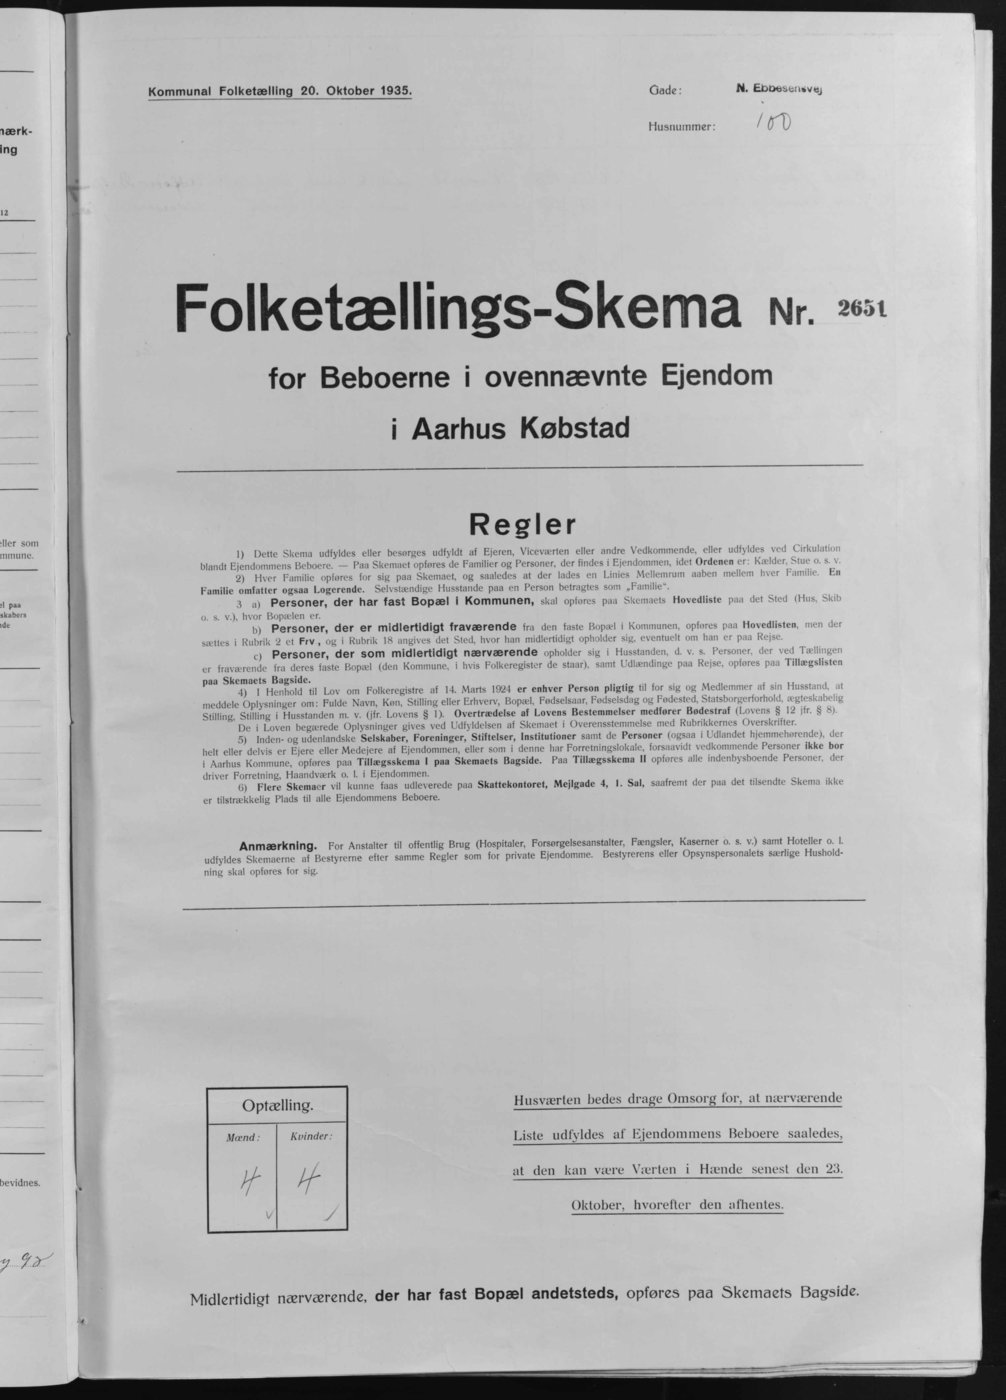 Kommunal Folketælling 20. Oktober 1935.
Gade: N. Ebbesensvej
Husnummer: 100
Folketællings-Skema Nr. 2651
for Beboerne i ovennævnte Ejendom
i Aarhus Købstad
Regler
1) Dette Skema udfyldes eller besørges udfyldt af Ejeren, Viceværten eller andre Vedkommende, eller udfyldes ved Cirkulation
blandt Ejendommens Beboere. — Paa Skemaet opføres de Familier og Personer, der findes i Ejendommen, idet Ordenen er: Kælder, Stue o. s. v.
2) Hver Familie opføres for sig paa Skemaet, og saaledes at der lades en Linies Mellemrum aaben mellem hver Familie. En
Familie omfatter ogsaa Logerende. Selvstændige Husstande paa en Person betragtes som „Familie“.
3 a) Personer, der har fast Bopæl i Kommunen, skal opføres paa Skemaets Hovedliste paa det Sted (Hus, Skib
o. s. v.), hvor Bopælen er.
b) Personer, der er midlertidigt fraværende fra den faste Bopæl i Kommunen, opføres paa Hovedlisten, men der
sættes i Rubrik 2 et Frv., og i Rubrik 18 angives det Sted, hvor han midlertidigt opholder sig, eventuelt om han er paa Rejse.
c) Personer, der som midlertidigt nærværende opholder sig i Husstanden, d. v. s. Personer, der ved Tællingen
er fraværende fra deres faste Bopæl (den Kommune, i hvis Folkeregister de staar), samt Udlændinge paa Rejse, opføres paa Tillægslisten
paa Skemaets Bagside.
4) I Henhold til Lov om Folkeregistre af 14. Marts 1924 er enhver Person pligtig til for sig og Medlemmer af sin Husstand, at
meddele Oplysninger om: Fulde Navn, Køn, Stilling eller Erhverv, Bopæl, Fødselsaar, Fødselsdag og Fødested, Statsborgerforhold, ægteskabelig
Stilling, Stilling i Husstanden m. v. (jfr. Lovens § 1). Overtrædelse af Lovens Bestemmelser medfører Bødestraf (Lovens § 12 jfr. § 8).
De i Loven begærede Oplysninger gives ved Udfyldelsen af Skemaet i Overensstemmelse med Rubrikkernes Overskrifter.
5) Inden- og udenlandske Selskaber, Foreninger, Stiftelser, Institutioner samt de Personer (ogsaa i Udlandet hjemmehørende), der
helt eller delvis er Ejere eller Medejere af Ejendommen, eller som i denne har Forretningslokale, forsaavidt vedkommende Personer ikke bor
i Aarhus Kommune, opføres paa Tillægsskema I paa Skemaets Bagside. Paa Tillægsskema II opføres alle indenbyshoende Personer, der
driver Forretning, Haandværk o. l. i Ejendommen.
6) Flere Skemaer vil kunne faas udleverede paa Skattekontoret, Mejlgade 4, 1. Sal, saafremt der paa det tilsendte Skema ikke
er tilstrækkelig Plads til alle Ejendommens Beboere.
Anmærkning. For Anstalter til offentlig Brug (Hospitaler, Forsørgelsesanstalter, Fængsler, Kaserner o. s. v.) samt Hoteller o. l.
udfyldes Skemaerne af Bestyrerne efter samme Regler som for private Ejendomme. Bestyrerens eller Opsynspersonalets særlige Hushold-
ning skal opføres for sig.
Optælling.
Mænd: Kvinder:
4 4
Husværten bedes drage Omsorg for, at nærværende
Liste udfyldes af Ejendommens Beboere saaledes,
at den kan være Værten i Hænde senest den 23.
Oktober, hvorefter den afhentes.
Midlertidigt nærværende, der har fast Bopæl andetsteds, opføres paa Skemaets Bagside.